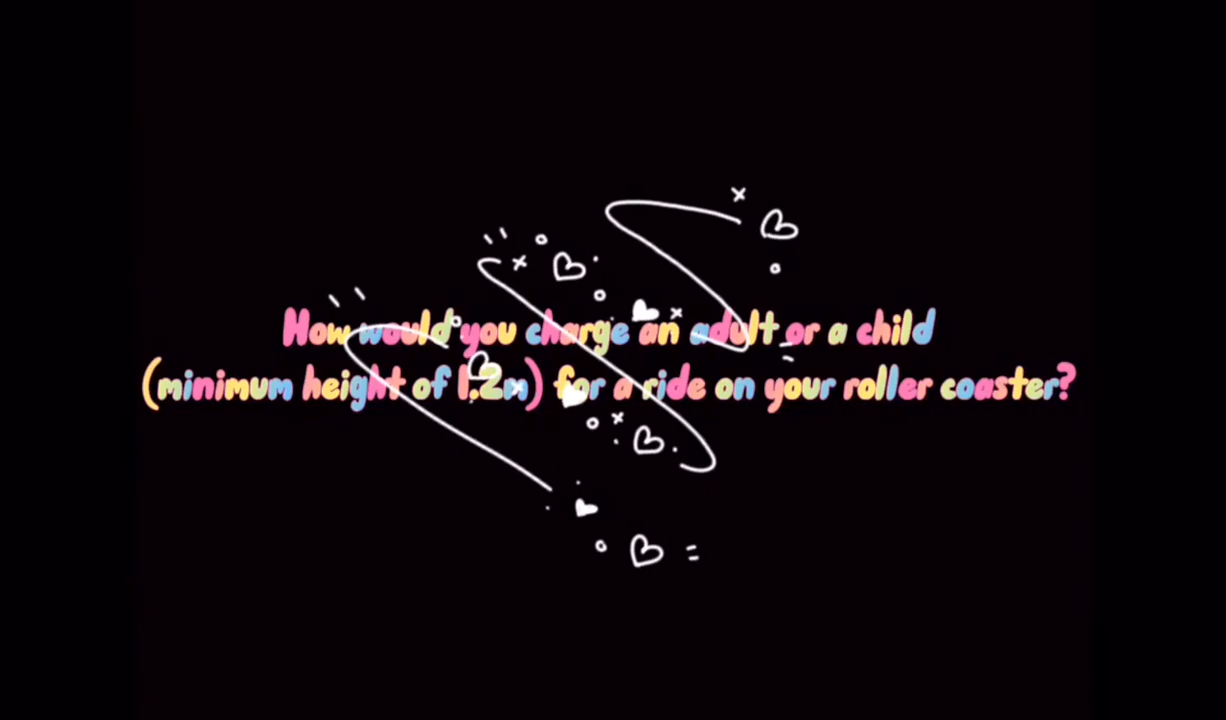 How would you charge an adult or a child
(minimum height of 1.2m) for a ride on your roller coaster?